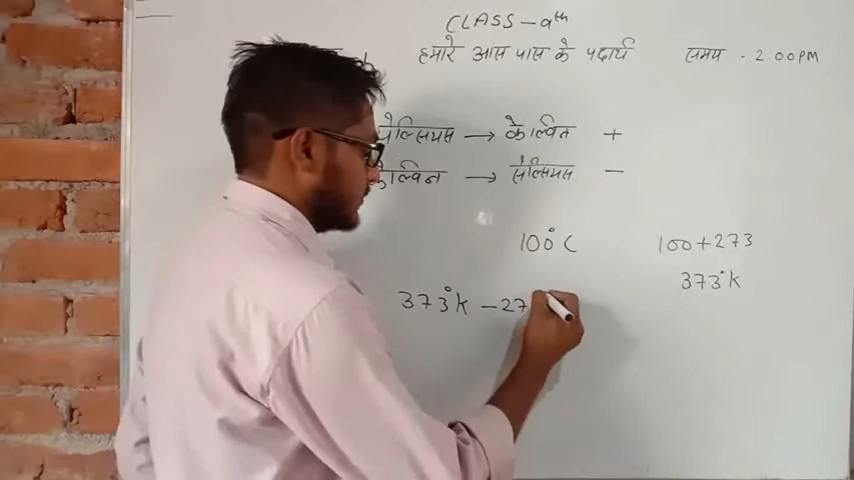 CLASS - 9th
हमारे आस पास के पदार्थ समय - 2.00PM
सेल्सियस → केल्विन +
केल्विन → सेल्सियस −
100°C 100+273
373°K
373°K −27